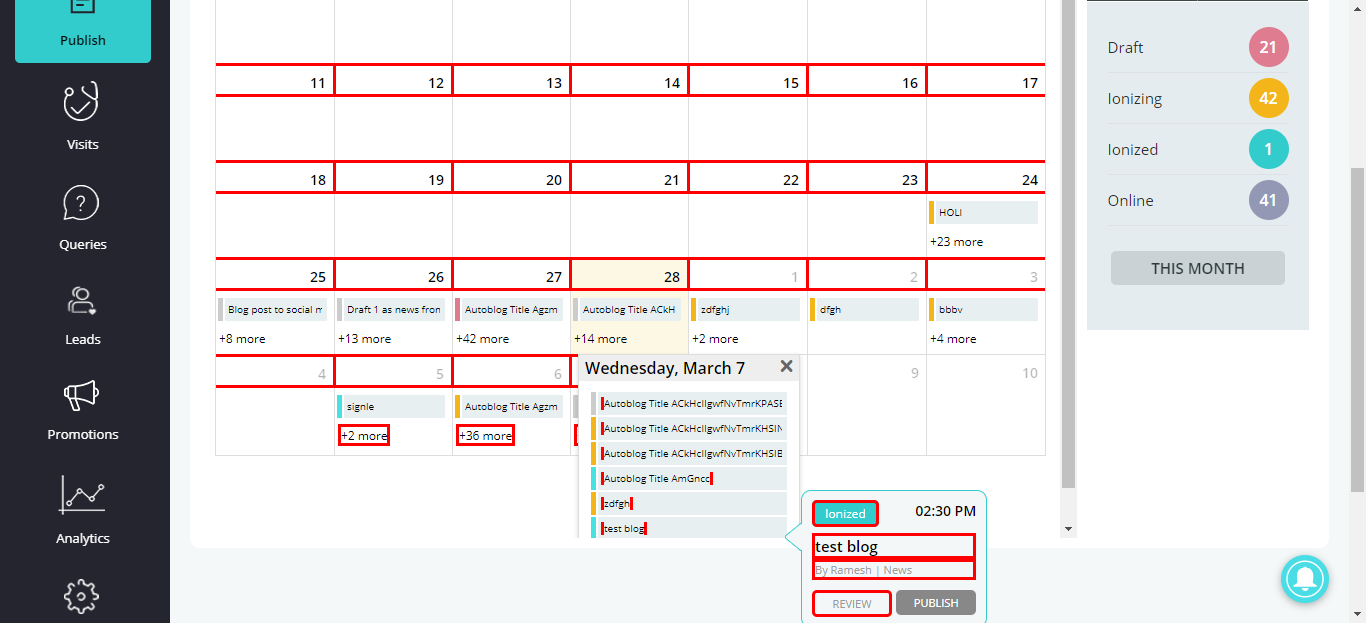 Publish
Visits
Queries
Leads
Promotions
Analytics
11 12 13 14 15 16 17
18 19 20 21 22 23 24
HOLI
+23 more
25 26 27 28 1 2 3
Blog post to social m Draft 1 as news fron Autoblog Title Agzm Autoblog Title ACkH zdfghj dfgh bbbv
+8 more +13 more +42 more +14 more +2 more +4 more
4 5 6 9 10
signle Autoblog Title Agzm
+2 more +36 more
Wednesday, March 7
Autoblog Title ACkHcIlgwfNvTmrKPASE
Autoblog Title ACkHcIlgwfNvTmrKHSIN
Autoblog Title ACkHcIlgwfNvTmrKHSIE
Autoblog Title AmGncc
zdfgh
test blog
Ionized 02:30 PM
test blog
By Ramesh | News
REVIEW PUBLISH
Draft 21
Ionizing 42
Ionized 1
Online 41
THIS MONTH